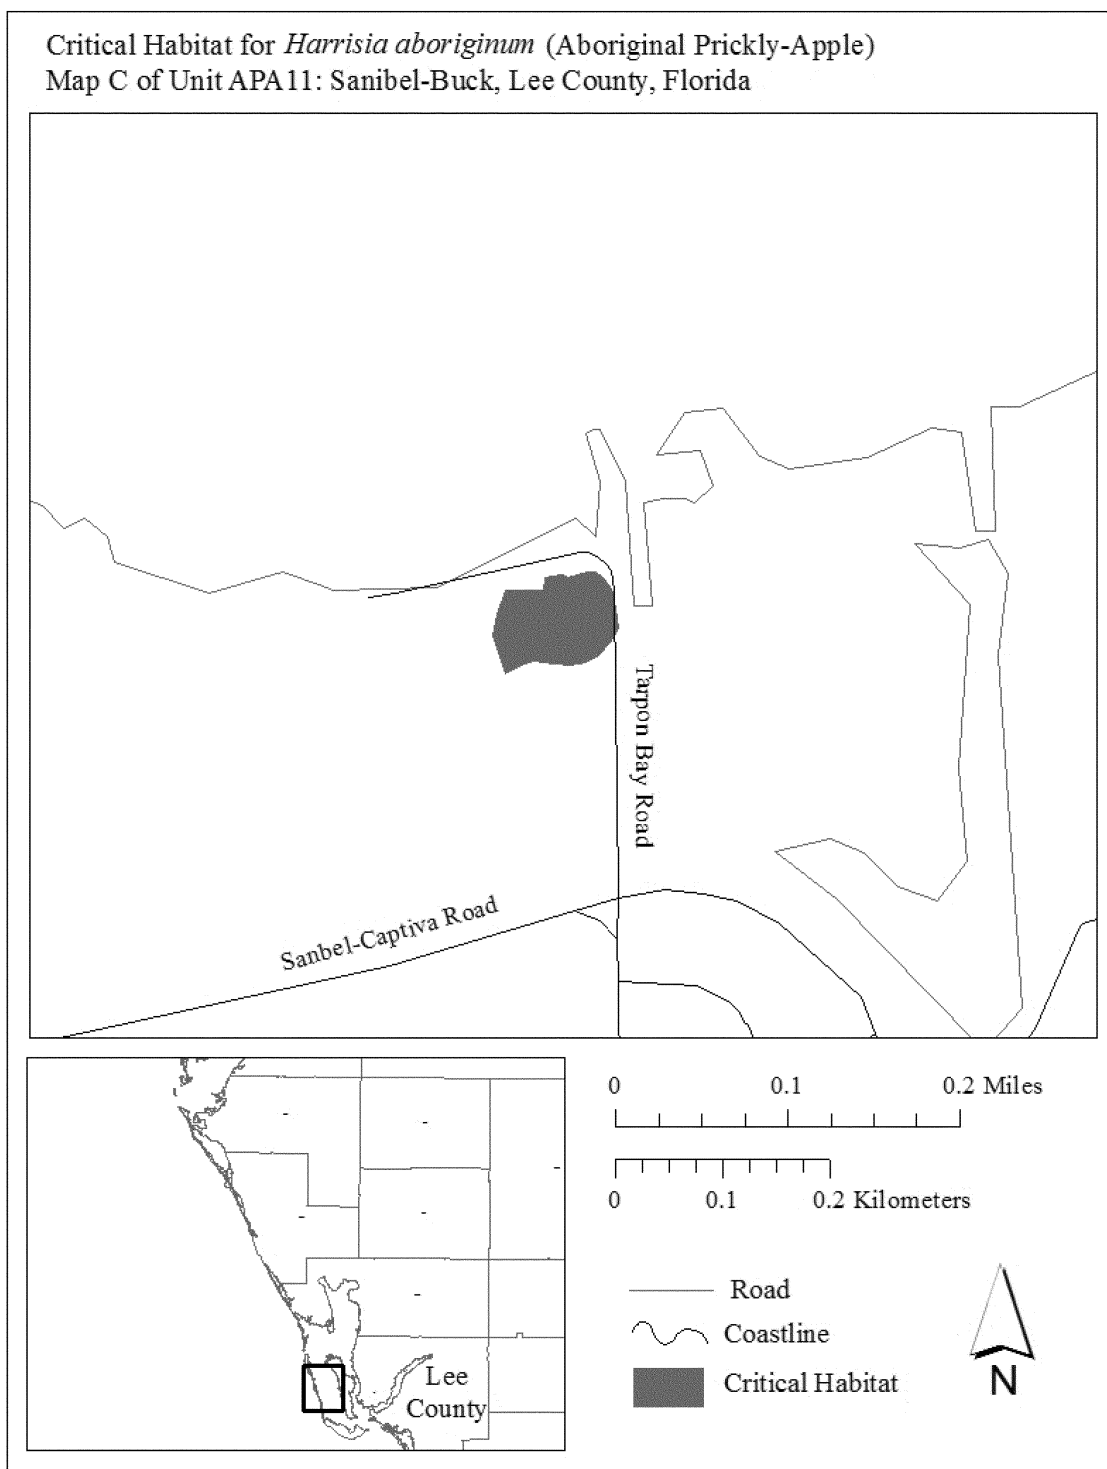 Critical Habitat for Harrisia aboriginum (Aboriginal Prickly-Apple)
Map C of Unit APA11: Sanibel-Buck, Lee County, Florida
Tarpon Bay Road
Sanbel-Captiva Road
0 0.1 0.2 Miles
0 0.1 0.2 Kilometers
Road
Coastline
Critical Habitat
N
Lee
County